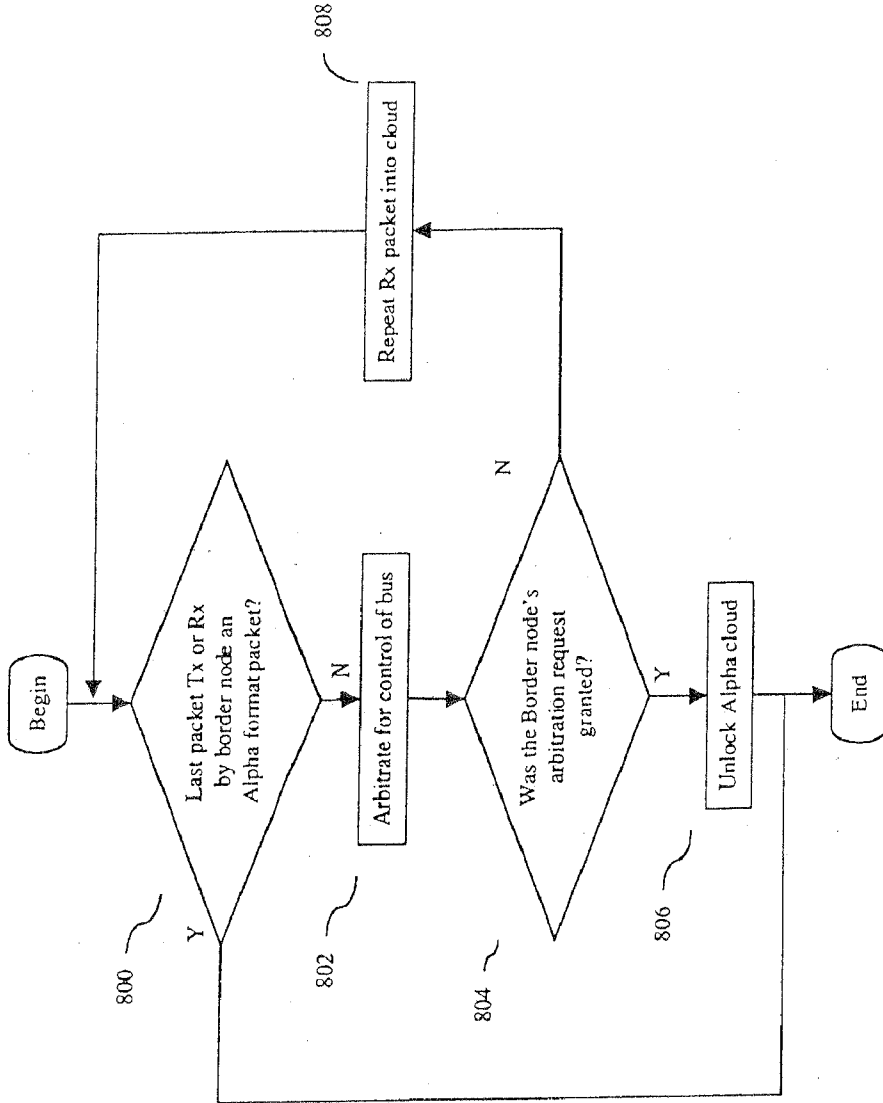 Begin
800
Last packet Tx or Rx
by border node an
Alpha format packet?
Y
N
802
Arbitrate for control of bus
804
Was the Border node's
arbitration request
granted?
N
Y
808
Repeat Rx packet into cloud
806
Unlock Alpha cloud
End